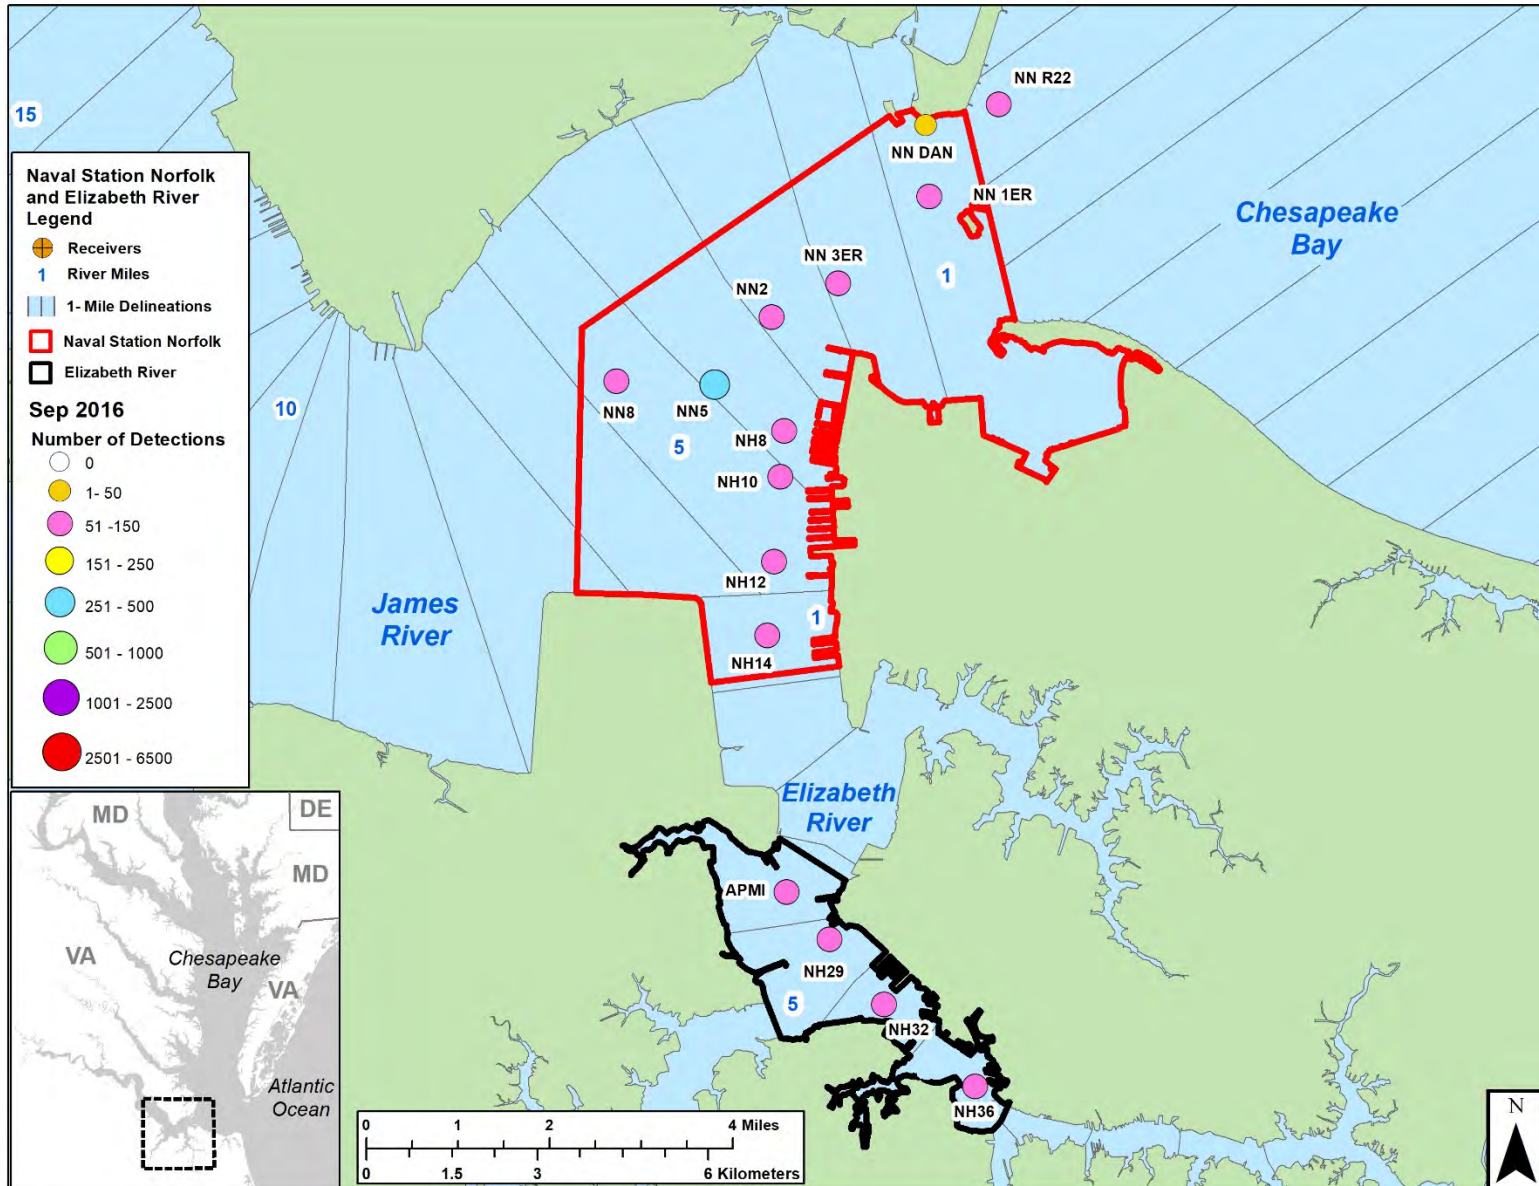 15
NN R22
NN DAN
NN 1ER
Chesapeake
Bay
NN 3ER
1
NN2
NN8
NN5
NH8
5
NH10
10
NH12
James
River
1
NH14
Elizabeth
River
APMI
NH29
5
NH32
NH36
Naval Station Norfolk
and Elizabeth River
Legend
Receivers
1 River Miles
1- Mile Delineations
Naval Station Norfolk
Elizabeth River
Sep 2016
Number of Detections
0
1- 50
51 -150
151 - 250
251 - 500
501 - 1000
1001 - 2500
2501 - 6500
MD
DE
MD
VA
Chesapeake
Bay
VA
Atlantic
Ocean
0 1 2 4 Miles
0 1.5 3 6 Kilometers
N